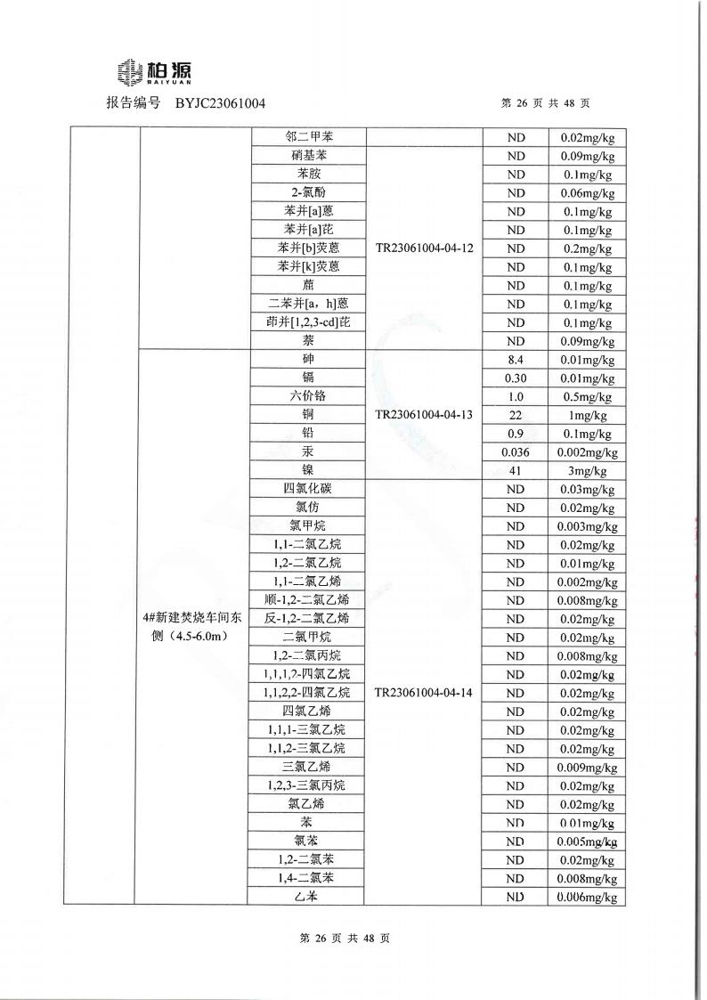 柏源
BAIYUAN
报告编号 BYJC23061004 第 26 页 共 48 页
邻二甲苯 ND 0.02mg/kg
硝基苯 ND 0.09mg/kg
苯胺 ND 0.1mg/kg
2-氯酚 ND 0.06mg/kg
苯并[a]蒽 ND 0.1mg/kg
苯并[a]芘 ND 0.1mg/kg
苯并[b]荧蒽 TR23061004-04-12 ND 0.2mg/kg
苯并[k]荧蒽 ND 0.1mg/kg
䓛 ND 0.1mg/kg
二苯并[a，h]蒽 ND 0.1mg/kg
茚并[1,2,3-cd]芘 ND 0.1mg/kg
萘 ND 0.09mg/kg
砷 8.4 0.01mg/kg
镉 0.30 0.01mg/kg
六价铬 1.0 0.5mg/kg
铜 TR23061004-04-13 22 1mg/kg
铅 0.9 0.1mg/kg
汞 0.036 0.002mg/kg
镍 41 3mg/kg
四氯化碳 ND 0.03mg/kg
氯仿 ND 0.02mg/kg
氯甲烷 ND 0.003mg/kg
1,1-二氯乙烷 ND 0.02mg/kg
1,2-二氯乙烷 ND 0.01mg/kg
1,1-二氯乙烯 ND 0.002mg/kg
顺-1,2-二氯乙烯 ND 0.008mg/kg
4#新建焚烧车间东 反-1,2-二氯乙烯 ND 0.02mg/kg
侧（4.5-6.0m） 二氯甲烷 ND 0.02mg/kg
1,2-二氯丙烷 ND 0.008mg/kg
1,1,1,2-四氯乙烷 ND 0.02mg/kg
1,1,2,2-四氯乙烷 TR23061004-04-14 ND 0.02mg/kg
四氯乙烯 ND 0.02mg/kg
1,1,1-三氯乙烷 ND 0.02mg/kg
1,1,2-三氯乙烷 ND 0.02mg/kg
三氯乙烯 ND 0.009mg/kg
1,2,3-三氯丙烷 ND 0.02mg/kg
氯乙烯 ND 0.02mg/kg
苯 ND 0.01mg/kg
氯苯 ND 0.005mg/kg
1,2-二氯苯 ND 0.02mg/kg
1,4-二氯苯 ND 0.008mg/kg
乙苯 ND 0.006mg/kg
第 26 页 共 48 页